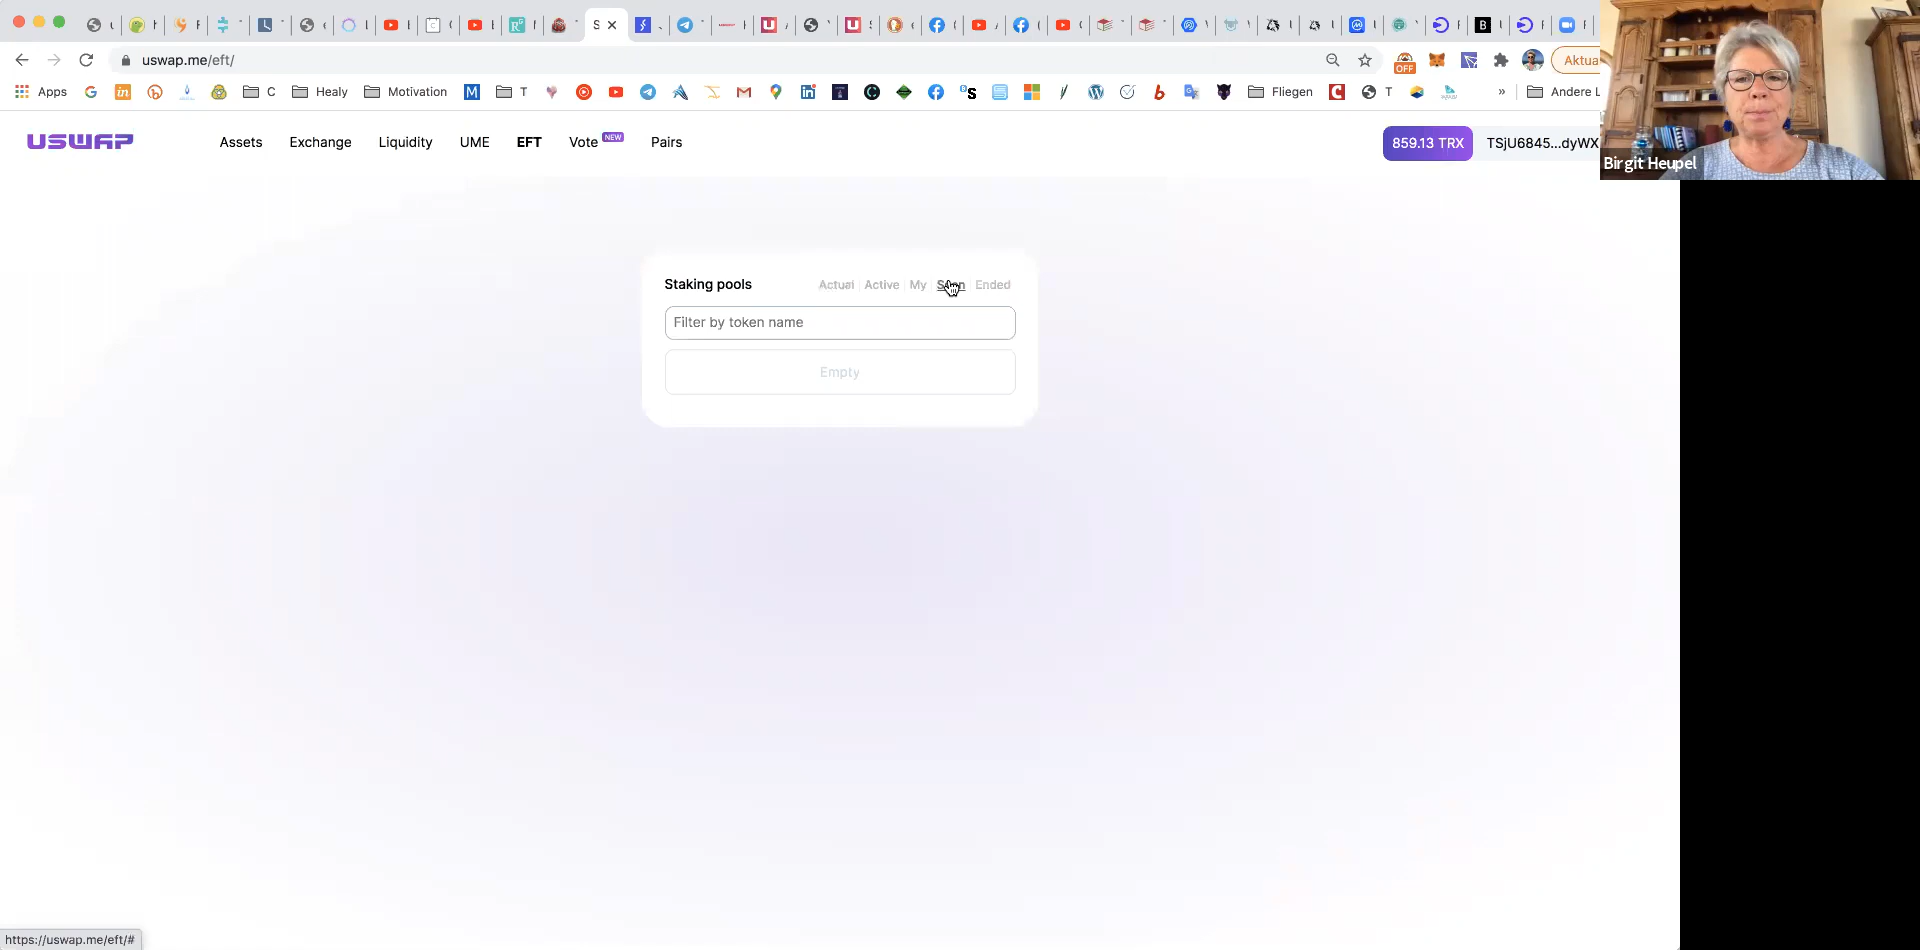 S
uswap.me/eft/
OFF
Aktua
Apps
C
Healy
Motivation
T
Fliegen
T
»
Andere L
USWAP
Assets
Exchange
Liquidity
UME
EFT
Vote NEW
Pairs
859.13 TRX
TSjU6845...dyWX
Birgit Heupel
Staking pools
Actual
Active
My
Soon
Ended
Filter by token name
Empty
https://uswap.me/eft/#